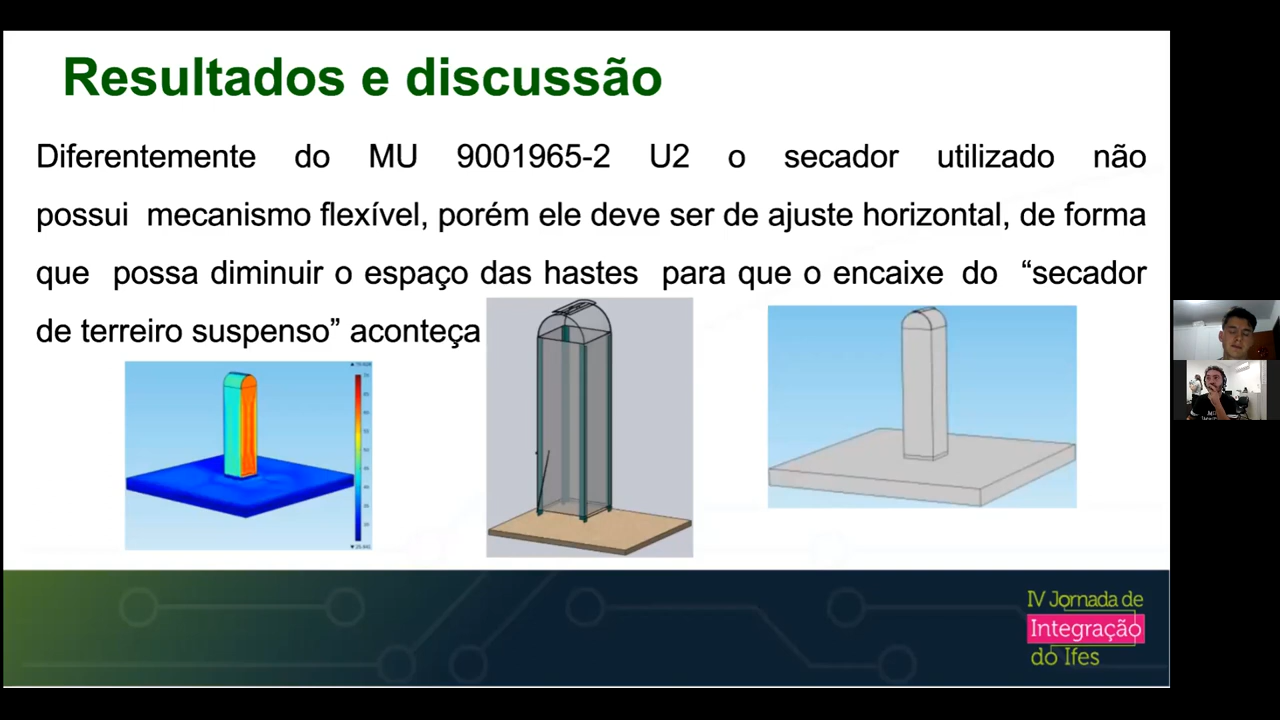 Resultados e discussão
Diferentemente do MU 9001965-2 U2 o secador utilizado não
possui mecanismo flexível, porém ele deve ser de ajuste horizontal, de forma
que possa diminuir o espaço das hastes para que o encaixe do “secador
de terreiro suspenso” aconteça
IV Jornada de
Integração
do Ifes